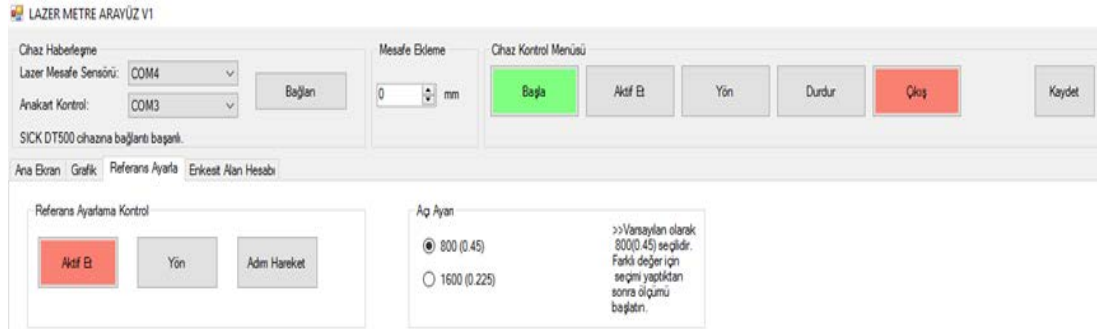 LAZER METRE ARAYÜZ V1
Cihaz Haberleşme
Lazer Mesafe Sensörü: COM4
Anakart Kontrol: COM3
Bağlan
SICK DT500 cihazına bağlantı başarılı.
Mesafe Ekleme
0 mm
Cihaz Kontrol Menüsü
Başla Aktif Et Yön Durdur Çıkış Kaydet
Ana Ekran Grafik Referans Ayarla Enkesit Alan Hesabı
Referans Ayarlama Kontrol
Aktif Et Yön Adım Hareket
Açı Ayarı
800 (0.45)
1600 (0.225)
>>Varsayılan olarak
800(0.45) seçilidir.
Farklı değer için
seçimi yaptıktan
sonra ölçümü
başlatın.